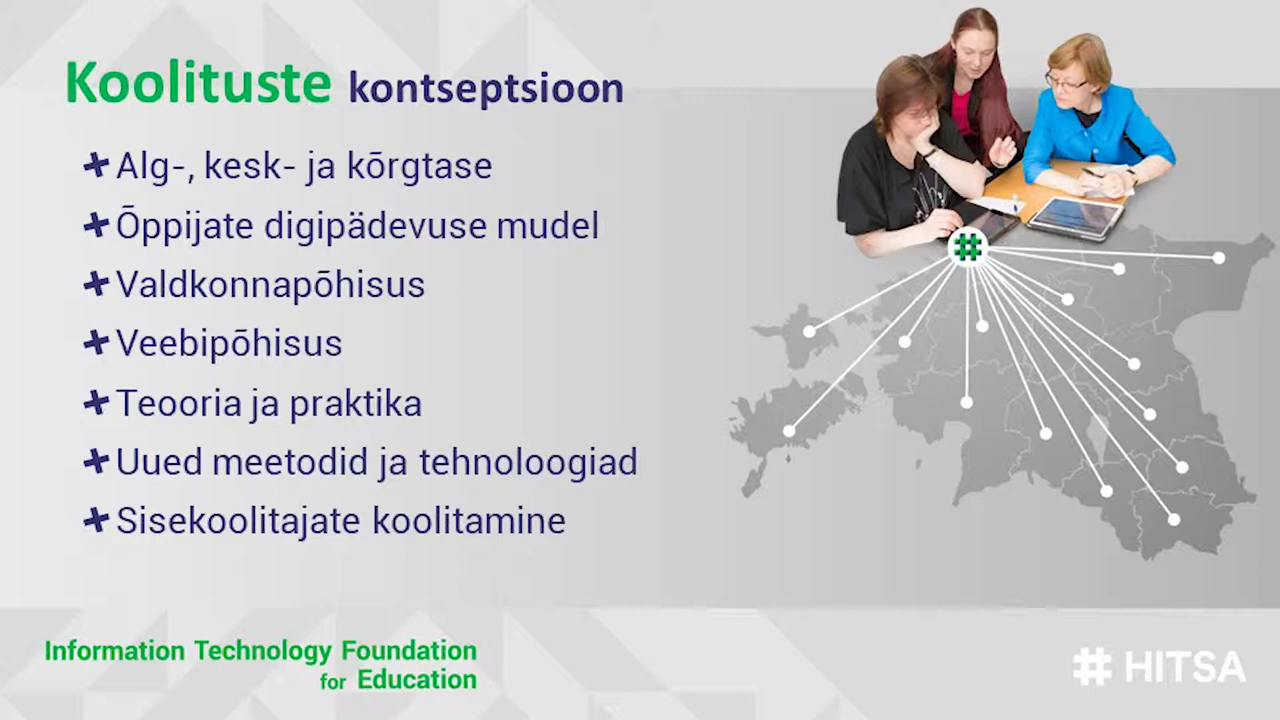 Koolituste kontseptsioon
Alg-, kesk- ja kõrgtase
Õppijate digipädevuse mudel
Valdkonnapõhisus
Veebipõhisus
Teooria ja praktika
Uued meetodid ja tehnoloogiad
Sisekoolitajate koolitamine
Information Technology Foundation
for Education
# HITSA